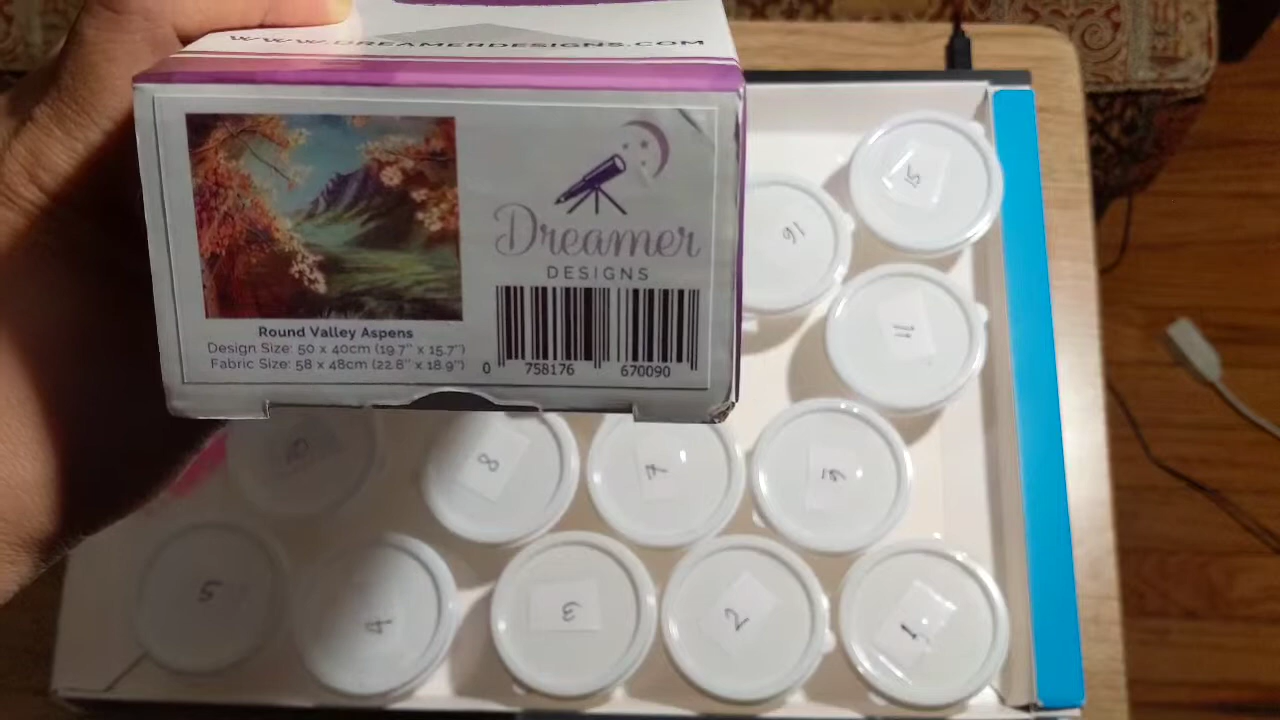 WWW.DREAMERDESIGNS.COM
Dreamer
DESIGNS
Round Valley Aspens
Design Size: 50 x 40cm (19.7" x 15.7")
Fabric Size: 58 x 48cm (22.8" x 18.9")
0 758176 670090
15
16
11
8
7
5
4
3
2
1